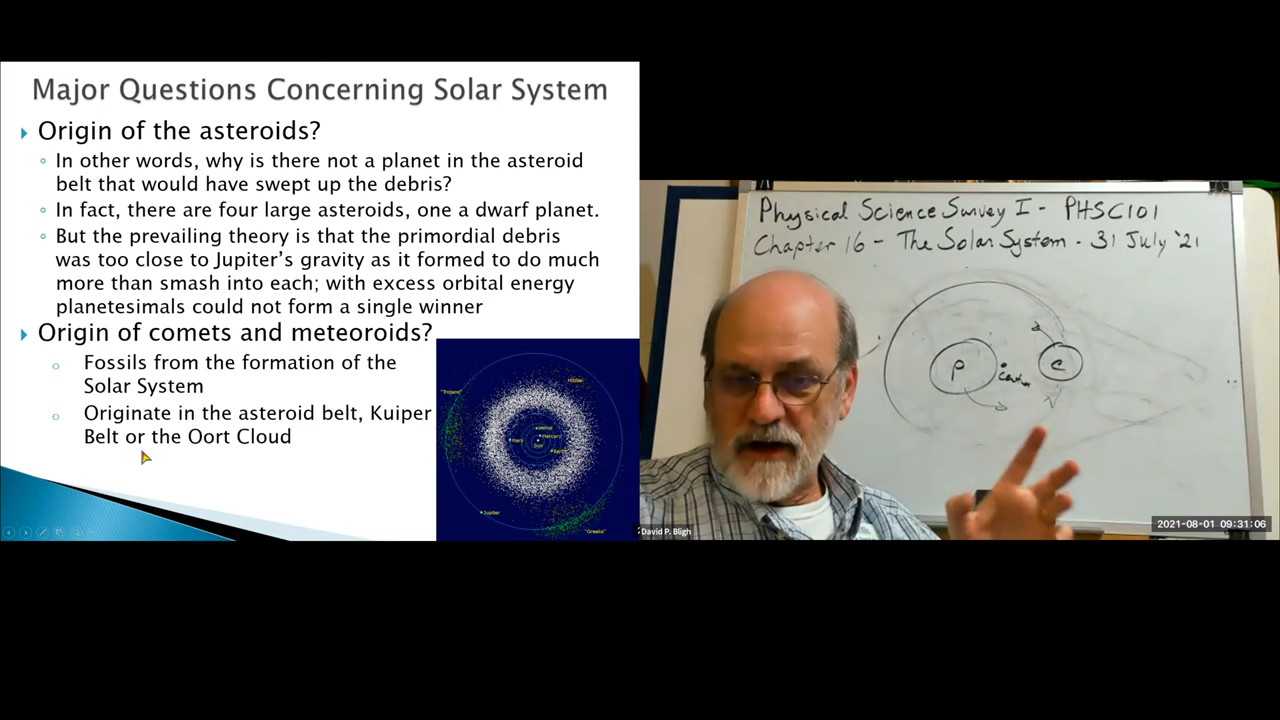 Major Questions Concerning Solar System
Origin of the asteroids?
In other words, why is there not a planet in the asteroid
belt that would have swept up the debris?
In fact, there are four large asteroids, one a dwarf planet.
But the prevailing theory is that the primordial debris
was too close to Jupiter's gravity as it formed to do much
more than smash into each; with excess orbital energy
planetesimals could not form a single winner
Origin of comets and meteoroids?
Fossils from the formation of the
Solar System
Originate in the asteroid belt, Kuiper
Belt or the Oort Cloud
Hildas
"Trojans"
Venus
Mercury
Mars
Sun
Earth
Jupiter
"Greeks"
Physical Science Survey I - PHSC101
Chapter 16 - The Solar System - 31 July '21
P
C
David P. Bligh
2021-08-01 09:31:06